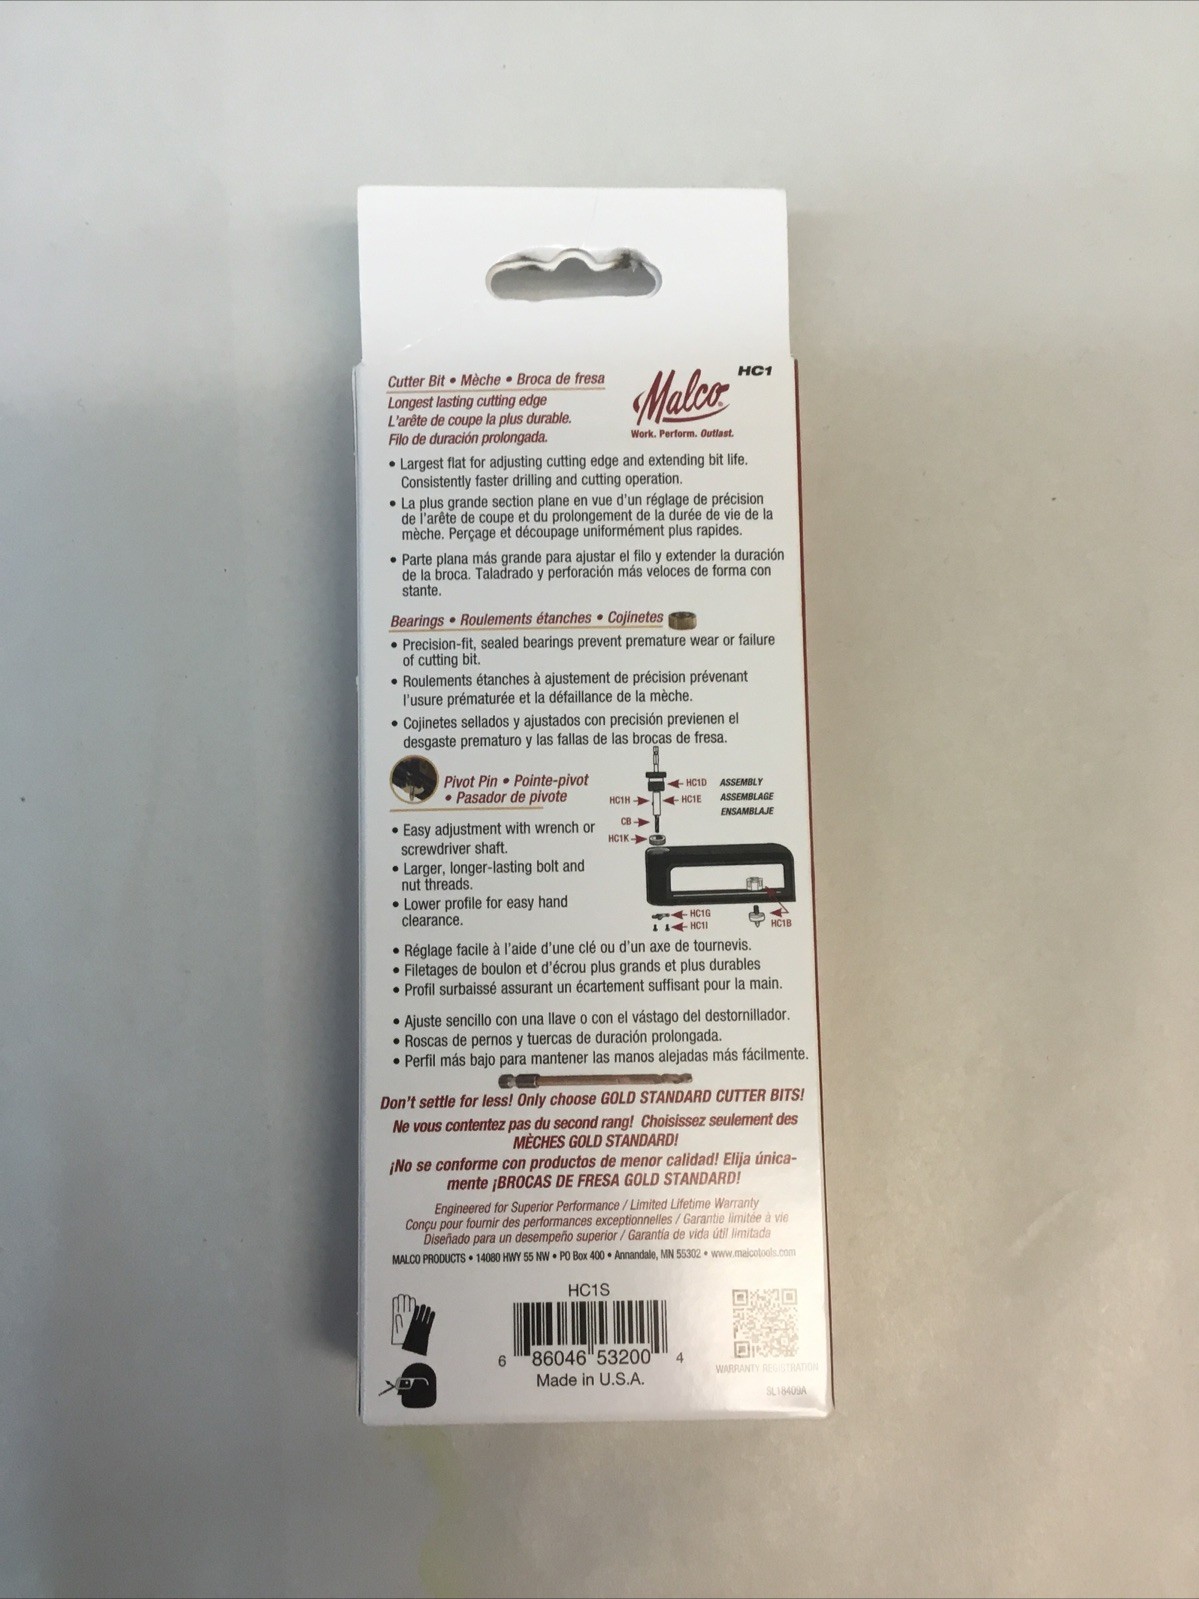 HC1
Malco
Work. Perform. Outlast.
Cutter Bit • Mèche • Broca de fresa
Longest lasting cutting edge
L'arête de coupe la plus durable.
Filo de duración prolongada.
• Largest flat for adjusting cutting edge and extending bit life.
Consistently faster drilling and cutting operation.
• La plus grande section plane en vue d'un réglage de précision
de l'arête de coupe et du prolongement de la durée de vie de la
mèche. Perçage et découpage uniformément plus rapides.
• Parte plana más grande para ajustar el filo y extender la duración
de la broca. Taladrado y perforación más veloces de forma con
stante.
Bearings • Roulements étanches • Cojinetes
• Precision-fit, sealed bearings prevent premature wear or failure
of cutting bit.
• Roulements étanches à ajustement de précision prévenant
l'usure prématurée et la défaillance de la mèche.
• Cojinetes sellados y ajustados con precisión previenen el
desgaste prematuro y las fallas de las brocas de fresa.
Pivot Pin • Pointe-pivot
• Pasador de pivote
• Easy adjustment with wrench or
screwdriver shaft.
• Larger, longer-lasting bolt and
nut threads.
• Lower profile for easy hand
clearance.
HC1D ASSEMBLY
HC1H HC1E ASSEMBLAGE
ENSAMBLAJE
CB
HC1K
HC1G
HC1I
HC1B
• Réglage facile à l'aide d'une clé ou d'un axe de tournevis.
• Filetages de boulon et d'écrou plus grands et plus durables
• Profil surbaissé assurant un écartement suffisant pour la main.
• Ajuste sencillo con una llave o con el vástago del destornillador.
• Roscas de pernos y tuercas de duración prolongada.
• Perfil más bajo para mantener las manos alejadas más fácilmente.
Don't settle for less! Only choose GOLD STANDARD CUTTER BITS!
Ne vous contentez pas du second rang! Choisissez seulement des
MÈCHES GOLD STANDARD!
¡No se conforme con productos de menor calidad! Elija única-
mente ¡BROCAS DE FRESA GOLD STANDARD!
Engineered for Superior Performance / Limited Lifetime Warranty
Conçu pour fournir des performances exceptionnelles / Garantie limitée à vie
Diseñado para un desempeño superior / Garantía de vida útil limitada
MALCO PRODUCTS • 14080 HWY 55 NW • PO Box 400 • Annandale, MN 55302 • www.malcotools.com
HC1S
6 86046 53200 4
Made in U.S.A.
WARRANTY REGISTRATION
SL18409A